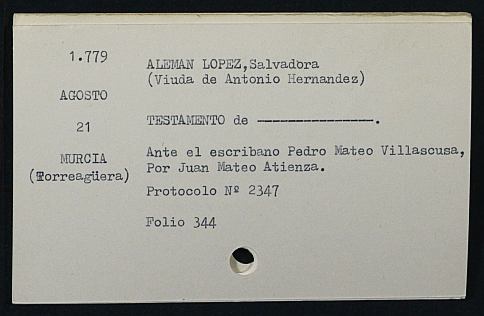 1.779
AGOSTO
21
MURCIA
(Torreagüera)
ALEMAN LOPEZ,Salvadora
(Viuda de Antonio Hernandez)
TESTAMENTO de ----------------.
Ante el escribano Pedro Mateo Villascusa,
Por Juan Mateo Atienza.
Protocolo Nº 2347
Folio 344